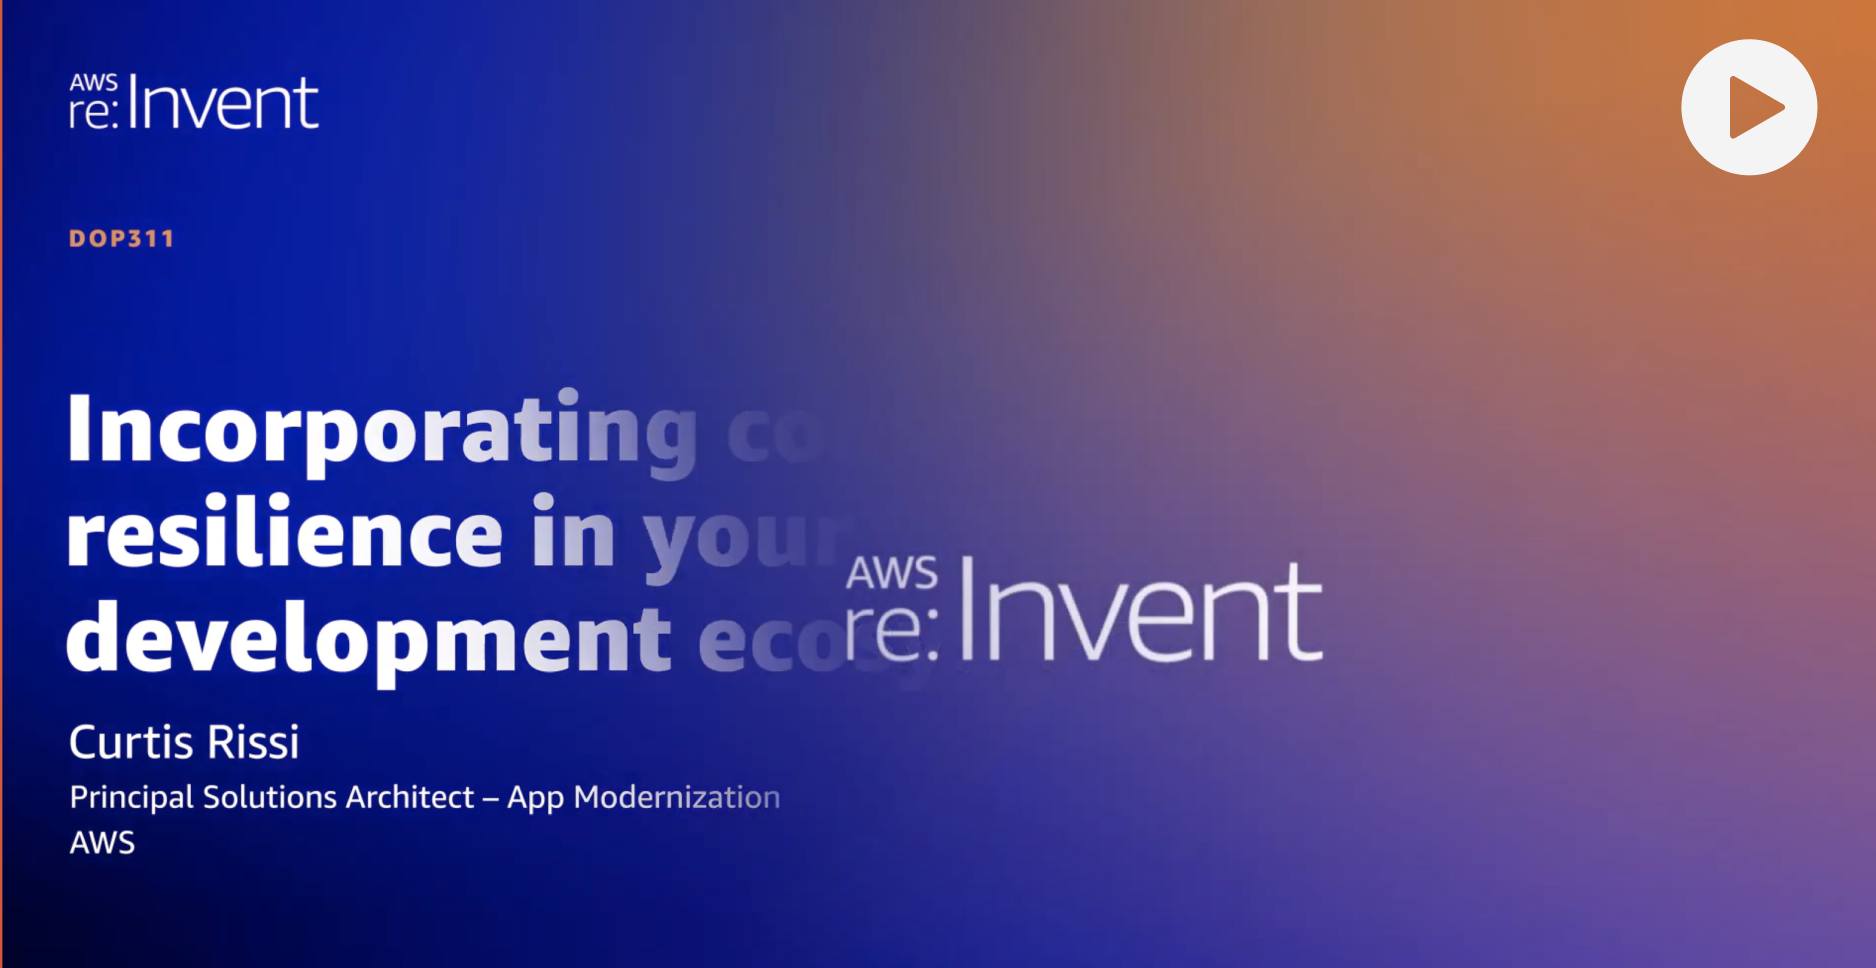 AWS
re:Invent
DOP311
Incorporating
resilience in your
development
AWS
re:Invent
Curtis Rissi
Principal Solutions Architect – App Modernization
AWS